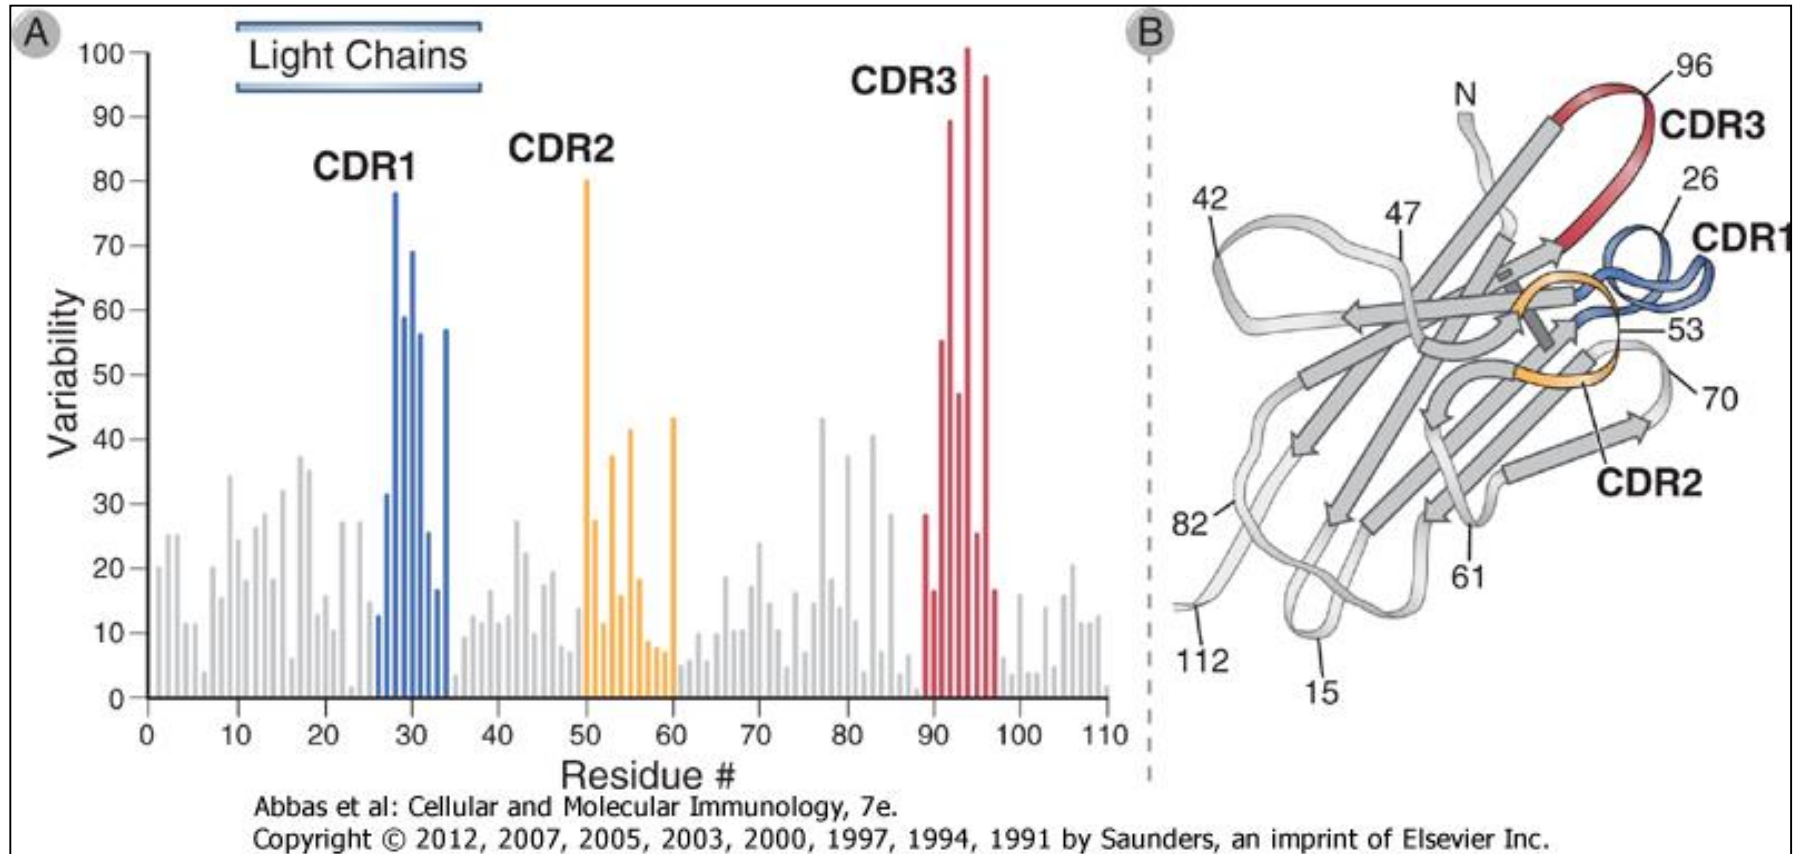 A
Light Chains
CDR1
CDR2
CDR3
Variability
100
90
80
70
60
50
40
30
20
10
0
0 10 20 30 40 50 60 70 80 90 100 110
Residue #
B
N
96
CDR3
26
CDR1
42
47
53
70
CDR2
82
61
112
15
Abbas et al: Cellular and Molecular Immunology, 7e.
Copyright © 2012, 2007, 2005, 2003, 2000, 1997, 1994, 1991 by Saunders, an imprint of Elsevier Inc.